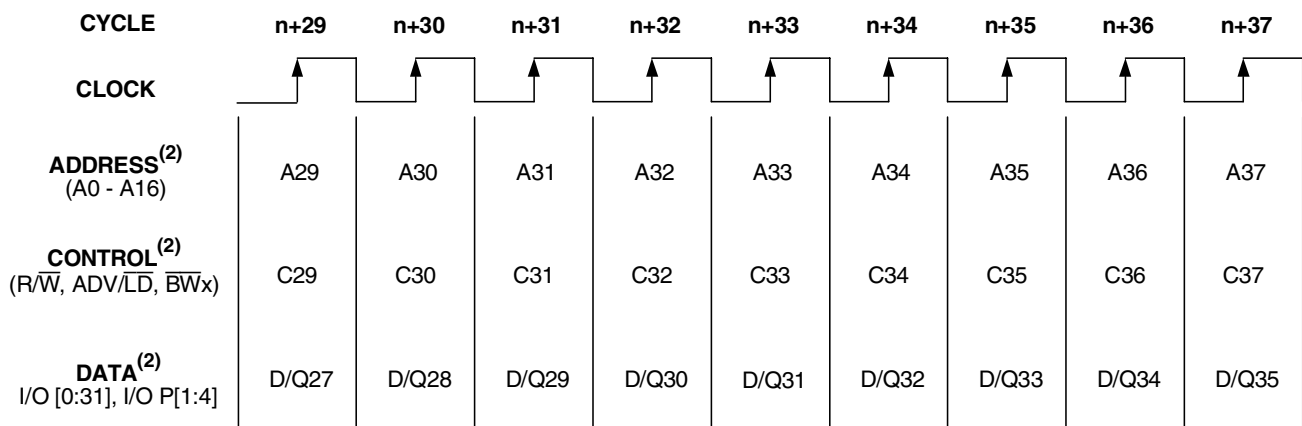 CYCLE n+29 n+30 n+31 n+32 n+33 n+34 n+35 n+36 n+37
CLOCK
ADDRESS(2)
(A0 - A16)
A29 A30 A31 A32 A33 A34 A35 A36 A37
CONTROL(2)
(R/W̅, ADV/L̅D̅, B̅W̅x)
C29 C30 C31 C32 C33 C34 C35 C36 C37
DATA(2)
I/O [0:31], I/O P[1:4]
D/Q27 D/Q28 D/Q29 D/Q30 D/Q31 D/Q32 D/Q33 D/Q34 D/Q35